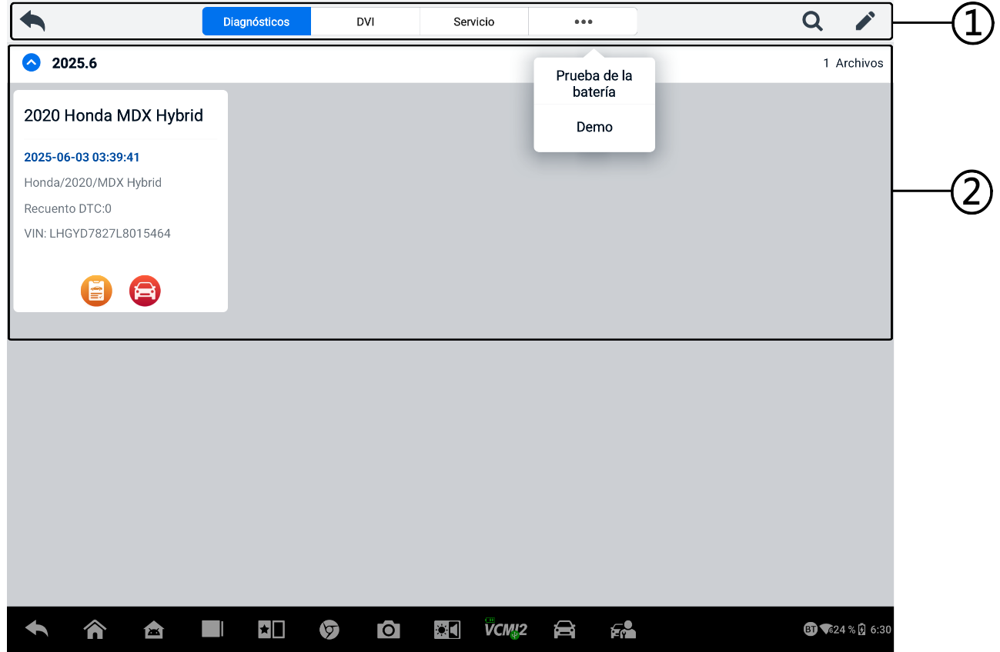 Diagnósticos DVI Servicio •••
1
2025.6 1 Archivos
Prueba de la
batería
Demo
2020 Honda MDX Hybrid
2025-06-03 03:39:41
Honda/2020/MDX Hybrid
Recuento DTC:0
VIN: LHGYD7827L8015464
2
VCMI2 BT 624 % 6:30